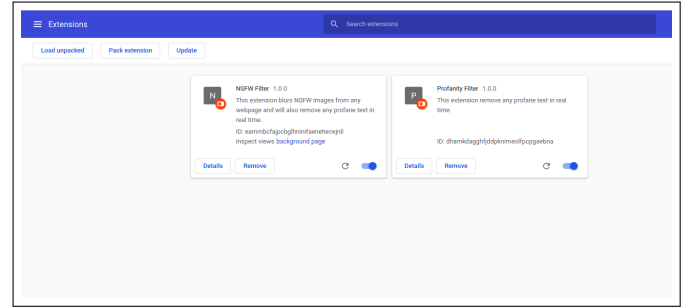 Extensions
Search extensions
Load unpacked Pack extension Update
N
NSFW Filter 1.0.0
This extension blurs NSFW images from any
webpage and will also remove any profane text in
real time.
ID: eammbcfajpcbglhninifaenehecejnli
Inspect views background page
Details Remove
P
Profanity Filter 1.0.0
This extension remove any profane text in real
time.
ID: dhamkdagghfjddpknimeolfpcpgaebna
Details Remove